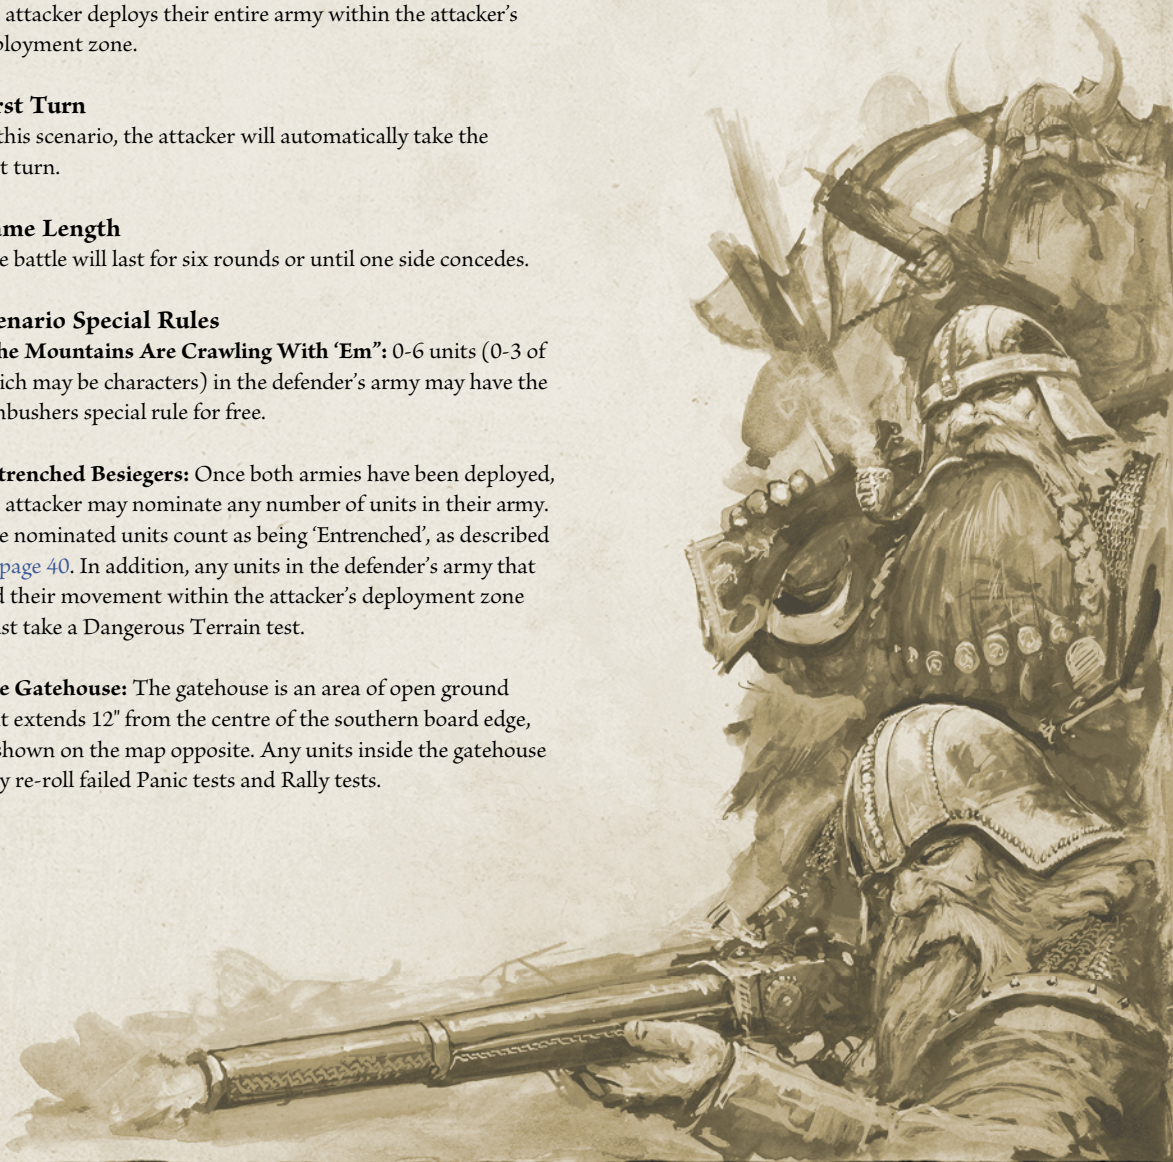 attacker deploys their entire army within the attacker's
ployment zone.
rst Turn
this scenario, the attacker will automatically take the
t turn.
ame Length
e battle will last for six rounds or until one side concedes.
enario Special Rules
he Mountains Are Crawling With 'Em": 0-6 units (0-3 of
ich may be characters) in the defender's army may have the
mbushers special rule for free.
trenched Besiegers: Once both armies have been deployed,
attacker may nominate any number of units in their army.
e nominated units count as being 'Entrenched', as described
page 40. In addition, any units in the defender's army that
d their movement within the attacker's deployment zone
st take a Dangerous Terrain test.
e Gatehouse: The gatehouse is an area of open ground
t extends 12" from the centre of the southern board edge,
shown on the map opposite. Any units inside the gatehouse
y re-roll failed Panic tests and Rally tests.